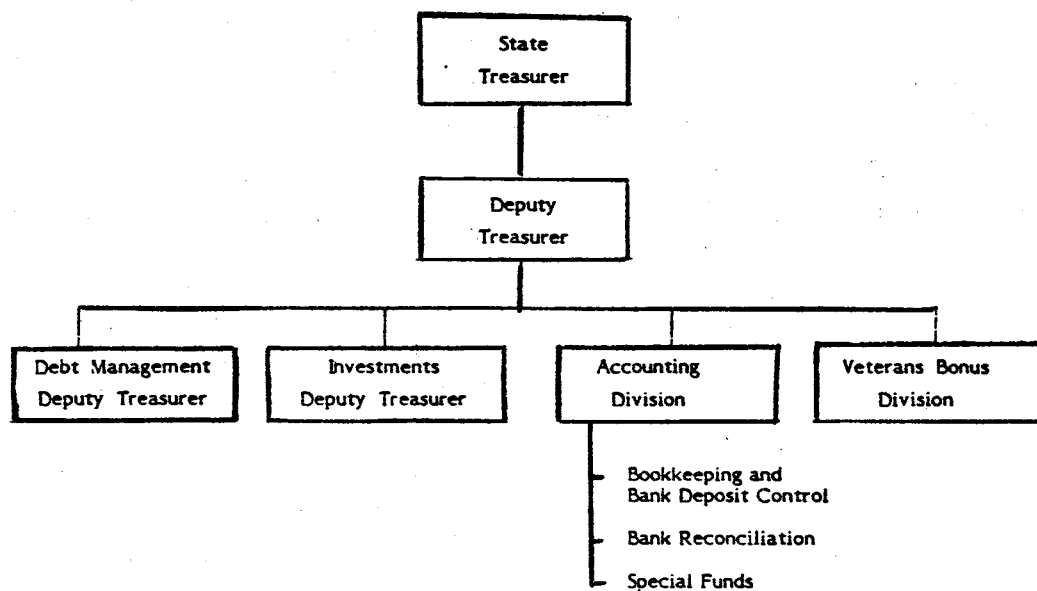 State
Treasurer
Deputy
Treasurer
Debt Management
Deputy Treasurer
Investments
Deputy Treasurer
Accounting
Division
Veterans Bonus
Division
Bookkeeping and
Bank Deposit Control
Bank Reconciliation
Special Funds